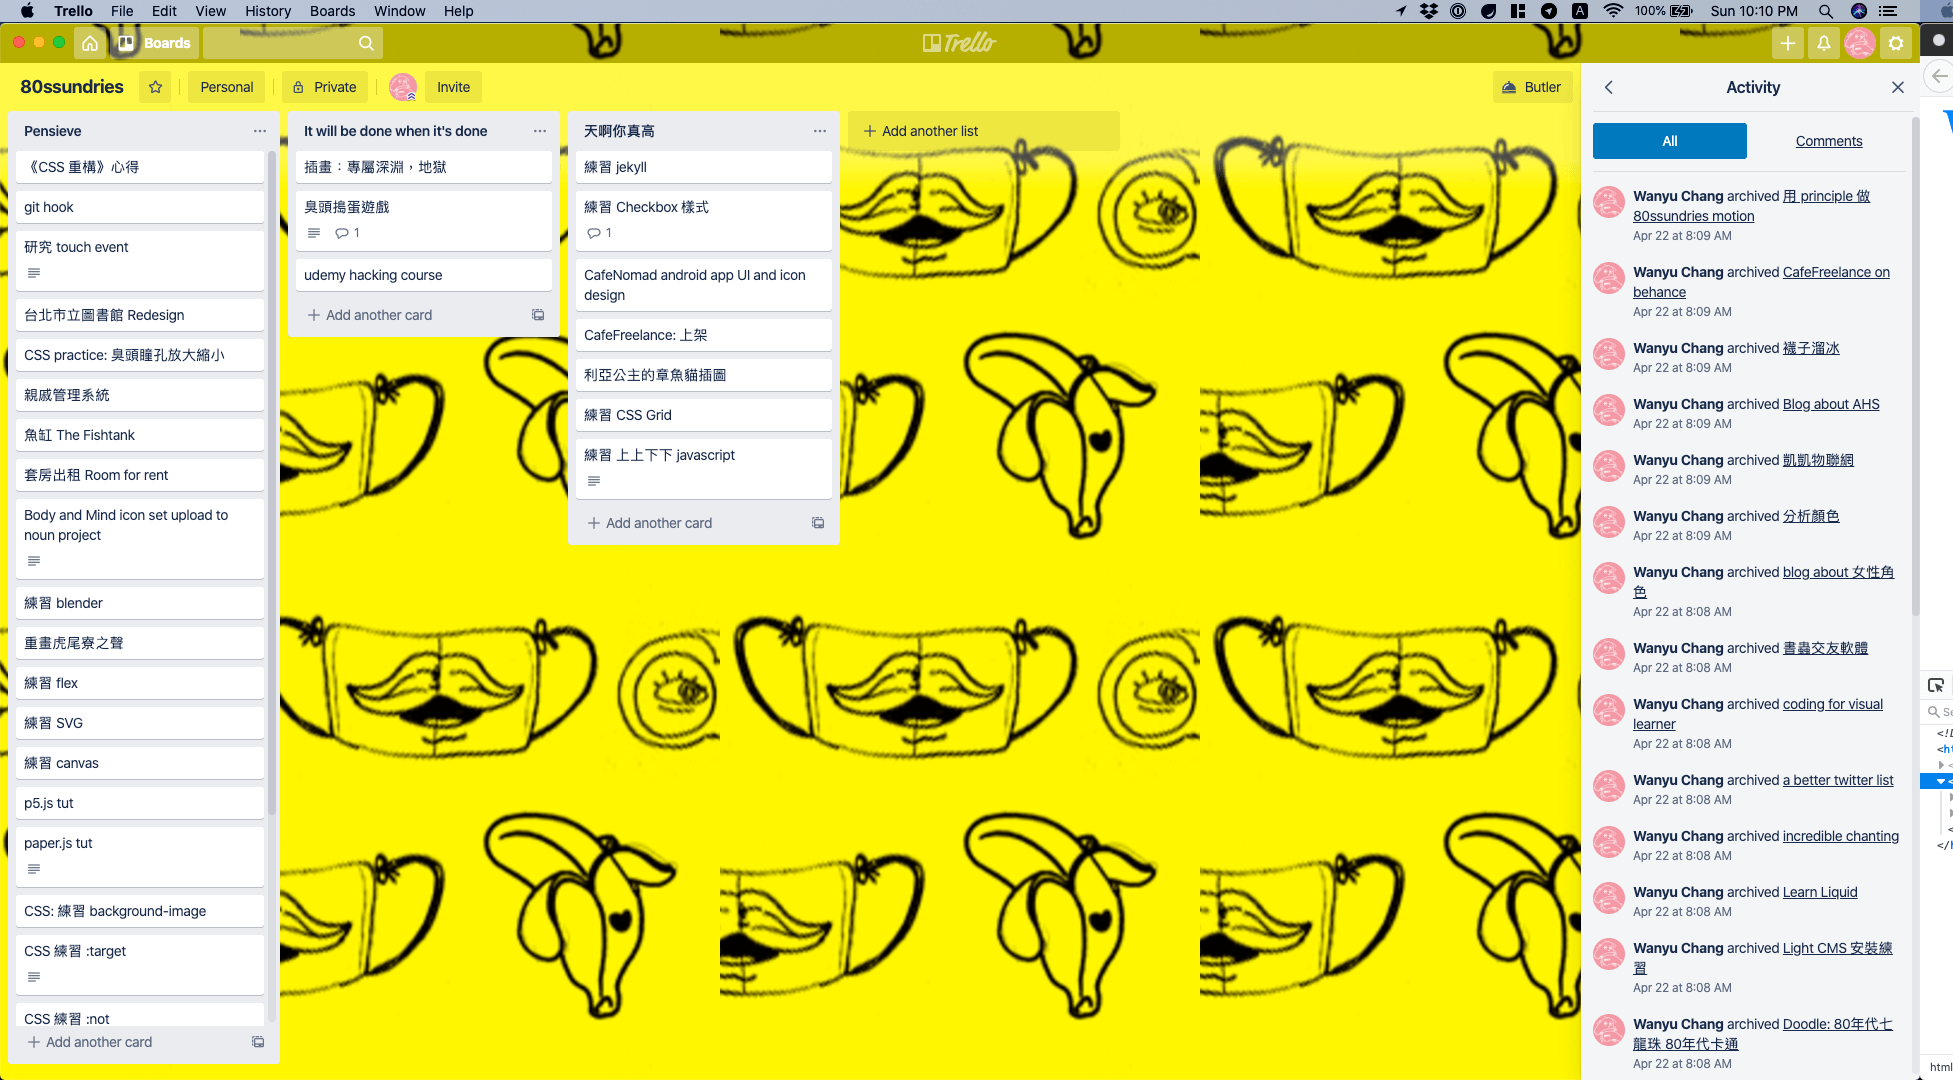 Trello File Edit View History Boards Window Help
A 100% Sun 10:10 PM
Boards
Trello
80ssundries Personal Private Invite Butler
Pensieve
《CSS 重構》心得
git hook
研究 touch event
台北市立圖書館 Redesign
CSS practice: 臭頭瞳孔放大縮小
親戚管理系統
魚缸 The Fishtank
套房出租 Room for rent
Body and Mind icon set upload to
noun project
練習 blender
重畫虎尾寮之聲
練習 flex
練習 SVG
練習 canvas
p5.js tut
paper.js tut
CSS: 練習 background-image
CSS 練習 :target
CSS 練習 :not
Add another card
It will be done when it's done
插畫：專屬深淵，地獄
臭頭搗蛋遊戲
1
udemy hacking course
Add another card
天啊你真高
練習 jekyll
練習 Checkbox 樣式
1
CafeNomad android app UI and icon
design
CafeFreelance: 上架
利亞公主的章魚貓插圖
練習 CSS Grid
練習 上上下下 javascript
Add another card
Add another list
Activity
All Comments
Wanyu Chang archived 用 principle 做
80ssundries motion
Apr 22 at 8:09 AM
Wanyu Chang archived CafeFreelance on
behance
Apr 22 at 8:09 AM
Wanyu Chang archived 襪子溜冰
Apr 22 at 8:09 AM
Wanyu Chang archived Blog about AHS
Apr 22 at 8:09 AM
Wanyu Chang archived 凱凱物聯網
Apr 22 at 8:09 AM
Wanyu Chang archived 分析顏色
Apr 22 at 8:09 AM
Wanyu Chang archived blog about 女性角
色
Apr 22 at 8:08 AM
Wanyu Chang archived 書蟲交友軟體
Apr 22 at 8:08 AM
Wanyu Chang archived coding for visual
learner
Apr 22 at 8:08 AM
Wanyu Chang archived a better twitter list
Apr 22 at 8:08 AM
Wanyu Chang archived incredible chanting
Apr 22 at 8:08 AM
Wanyu Chang archived Learn Liquid
Apr 22 at 8:08 AM
Wanyu Chang archived Light CMS 安裝練
習
Apr 22 at 8:08 AM
Wanyu Chang archived Doodle: 80年代七
龍珠 80年代卡通
Apr 22 at 8:08 AM
html